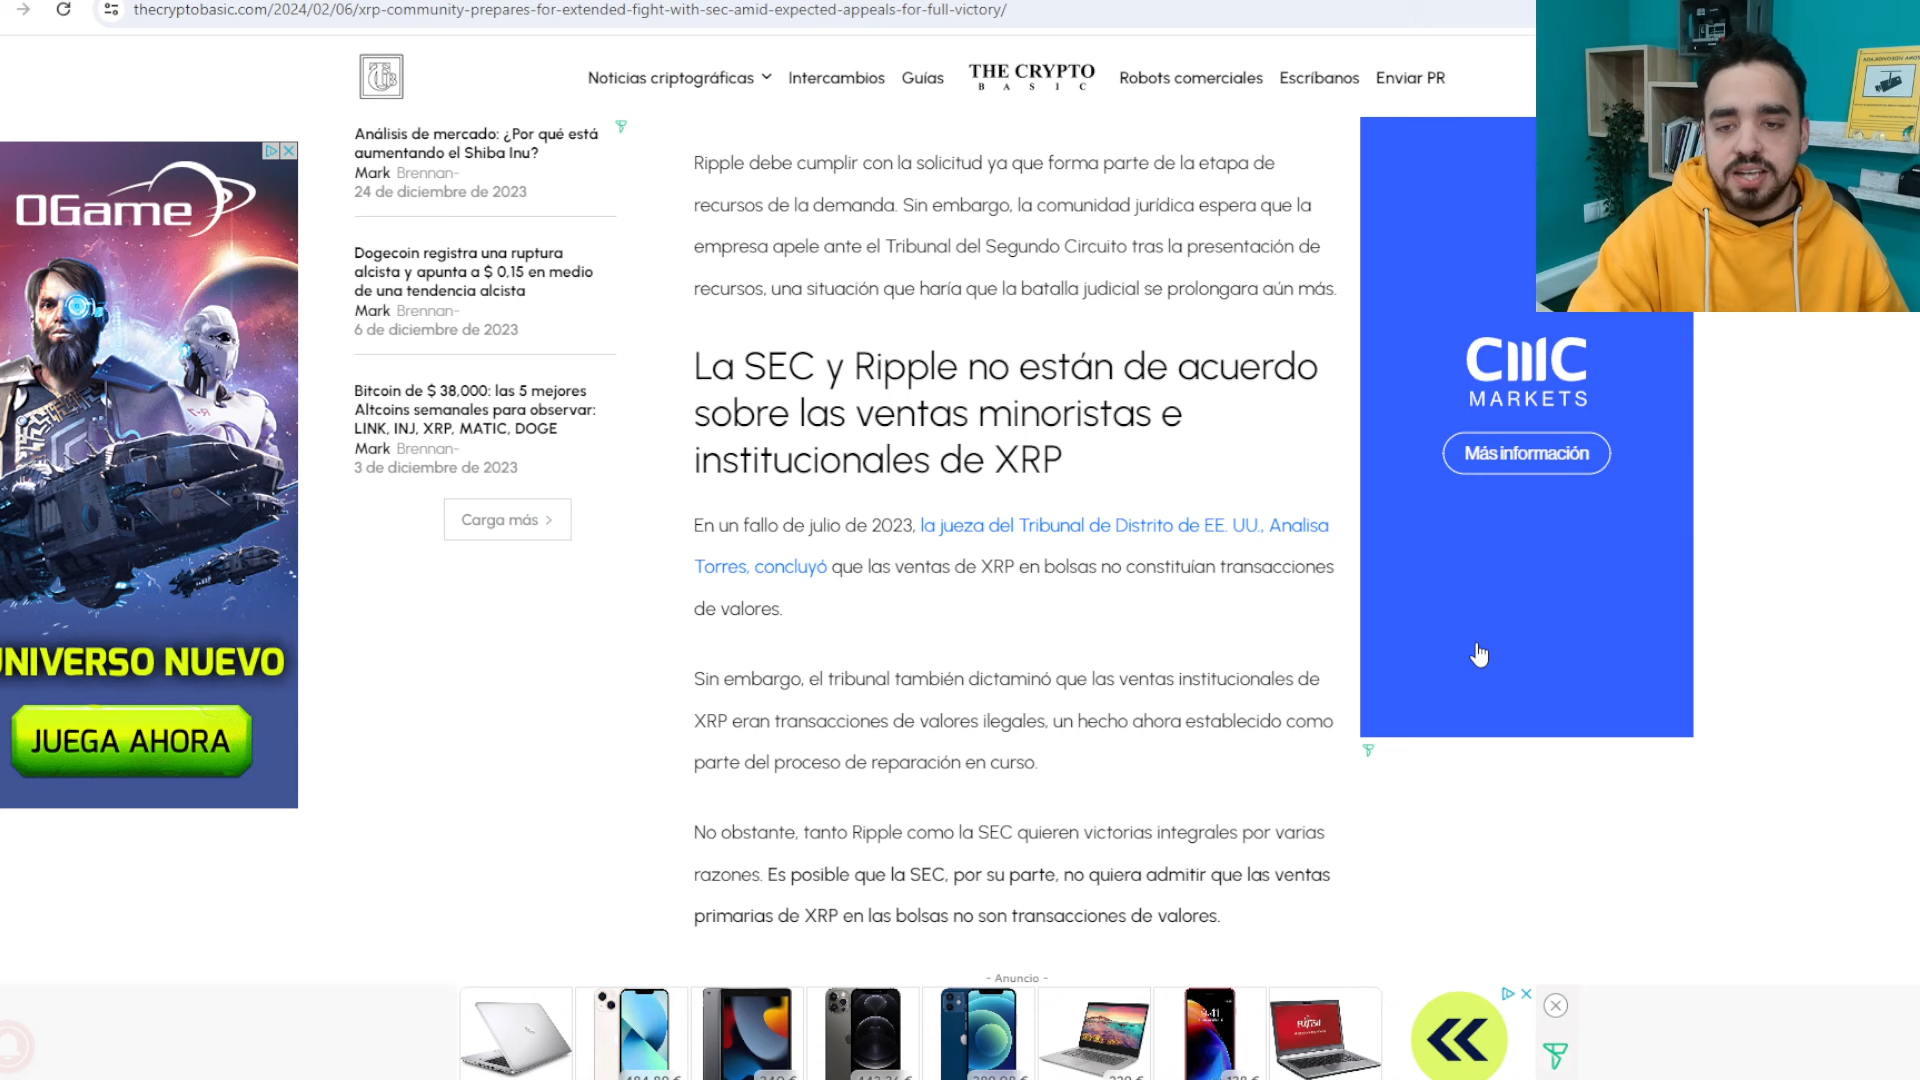 thecryptobasic.com/2024/02/06/xrp-community-prepares-for-extended-fight-with-sec-amid-expected-appeals-for-full-victory/
Noticias criptográficas
Intercambios
Guías
THE CRYPTO
BASIC
Robots comerciales
Escríbanos
Enviar PR
Análisis de mercado: ¿Por qué está
aumentando el Shiba Inu?
Mark Brennan-
24 de diciembre de 2023
Dogecoin registra una ruptura
alcista y apunta a $ 0,15 en medio
de una tendencia alcista
Mark Brennan-
6 de diciembre de 2023
Bitcoin de $ 38,000: las 5 mejores
Altcoins semanales para observar:
LINK, INJ, XRP, MATIC, DOGE
Mark Brennan-
3 de diciembre de 2023
Carga más
OGame
UNIVERSO NUEVO
JUEGA AHORA
Ripple debe cumplir con la solicitud ya que forma parte de la etapa de
recursos de la demanda. Sin embargo, la comunidad jurídica espera que la
empresa apele ante el Tribunal del Segundo Circuito tras la presentación de
recursos, una situación que haría que la batalla judicial se prolongara aún más.
La SEC y Ripple no están de acuerdo
sobre las ventas minoristas e
institucionales de XRP
En un fallo de julio de 2023, la jueza del Tribunal de Distrito de EE. UU., Analisa
Torres, concluyó que las ventas de XRP en bolsas no constituían transacciones
de valores.
Sin embargo, el tribunal también dictaminó que las ventas institucionales de
XRP eran transacciones de valores ilegales, un hecho ahora establecido como
parte del proceso de reparación en curso.
No obstante, tanto Ripple como la SEC quieren victorias integrales por varias
razones. Es posible que la SEC, por su parte, no quiera admitir que las ventas
primarias de XRP en las bolsas no son transacciones de valores.
CMC
MARKETS
Más información
- Anuncio -
9:41
FUJITSU